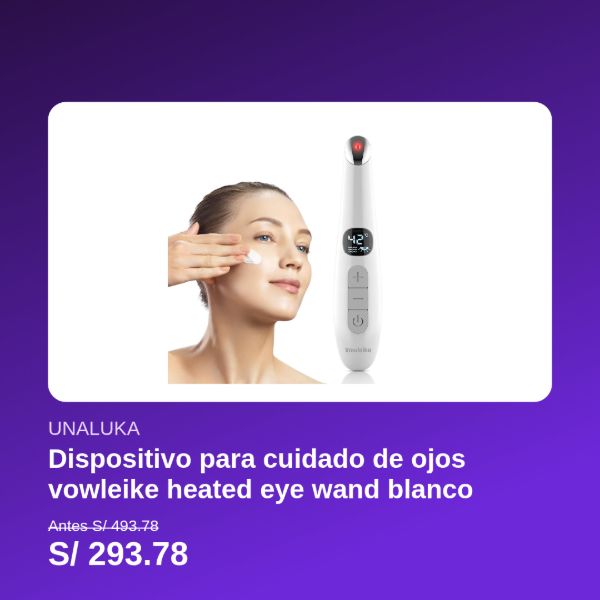 42°
UNALUKA
Dispositivo para cuidado de ojos
vowleike heated eye wand blanco
Antes S/ 493.78
S/ 293.78